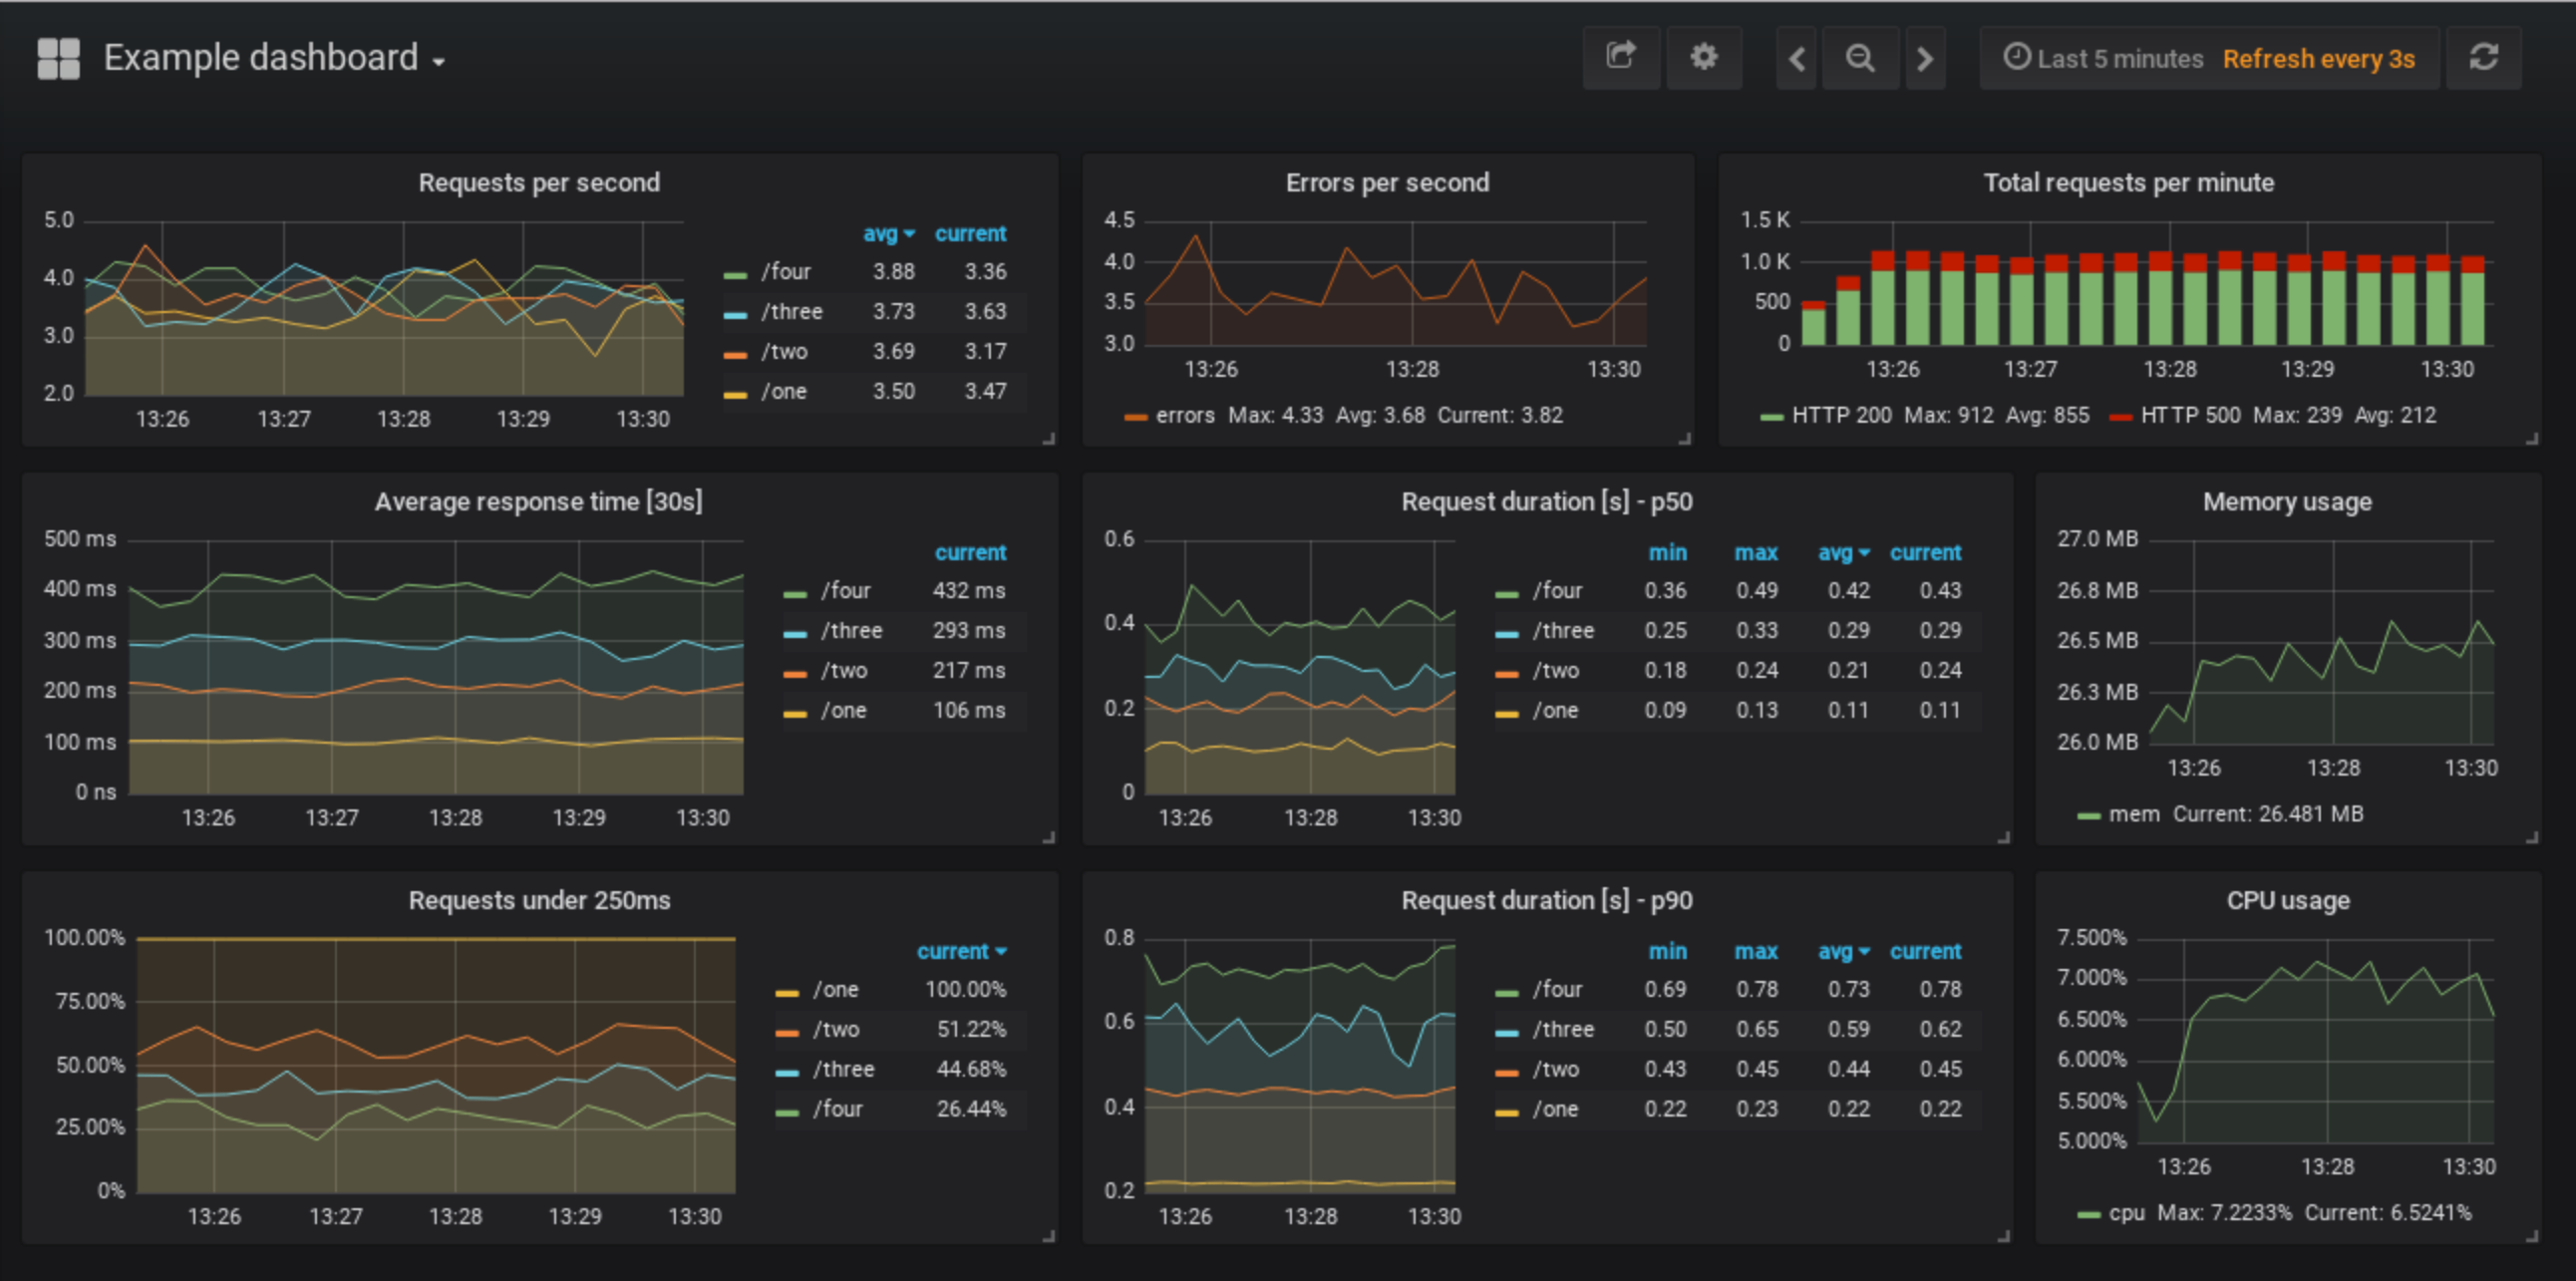 Example dashboard
Last 5 minutes Refresh every 3s
Requests per second
5.0
4.0
3.0
2.0
13:26 13:27 13:28 13:29 13:30
avg current
/four 3.88 3.36
/three 3.73 3.63
/two 3.69 3.17
/one 3.50 3.47
Errors per second
4.5
4.0
3.5
3.0
13:26 13:28 13:30
errors Max: 4.33 Avg: 3.68 Current: 3.82
Total requests per minute
1.5 K
1.0 K
500
0
13:26 13:27 13:28 13:29 13:30
HTTP 200 Max: 912 Avg: 855 HTTP 500 Max: 239 Avg: 212
Average response time [30s]
500 ms
400 ms
300 ms
200 ms
100 ms
0 ns
13:26 13:27 13:28 13:29 13:30
current
/four 432 ms
/three 293 ms
/two 217 ms
/one 106 ms
Request duration [s] - p50
0.6
0.4
0.2
0
13:26 13:28 13:30
min max avg current
/four 0.36 0.49 0.42 0.43
/three 0.25 0.33 0.29 0.29
/two 0.18 0.24 0.21 0.24
/one 0.09 0.13 0.11 0.11
Memory usage
27.0 MB
26.8 MB
26.5 MB
26.3 MB
26.0 MB
13:26 13:28 13:30
mem Current: 26.481 MB
Requests under 250ms
100.00%
75.00%
50.00%
25.00%
0%
13:26 13:27 13:28 13:29 13:30
current
/one 100.00%
/two 51.22%
/three 44.68%
/four 26.44%
Request duration [s] - p90
0.8
0.6
0.4
0.2
13:26 13:28 13:30
min max avg current
/four 0.69 0.78 0.73 0.78
/three 0.50 0.65 0.59 0.62
/two 0.43 0.45 0.44 0.45
/one 0.22 0.23 0.22 0.22
CPU usage
7.500%
7.000%
6.500%
6.000%
5.500%
5.000%
13:26 13:28 13:30
cpu Max: 7.2233% Current: 6.5241%